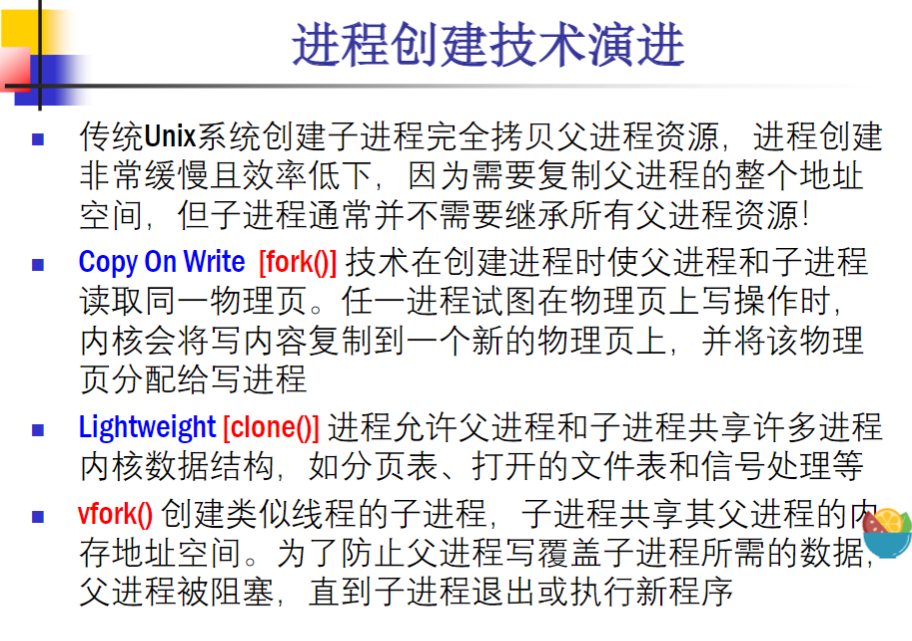 进程创建技术演进
传统Unix系统创建子进程完全拷贝父进程资源，进程创建
非常缓慢且效率低下，因为需要复制父进程的整个地址
空间，但子进程通常并不需要继承所有父进程资源！
Copy On Write [fork()] 技术在创建进程时使父进程和子进程
读取同一物理页。任一进程试图在物理页上写操作时，
内核会将写内容复制到一个新的物理页上，并将该物理
页分配给写进程
Lightweight [clone()] 进程允许父进程和子进程共享许多进程
内核数据结构，如分页表、打开的文件表和信号处理等
vfork() 创建类似线程的子进程，子进程共享其父进程的内
存地址空间。为了防止父进程写覆盖子进程所需的数据，
父进程被阻塞，直到子进程退出或执行新程序